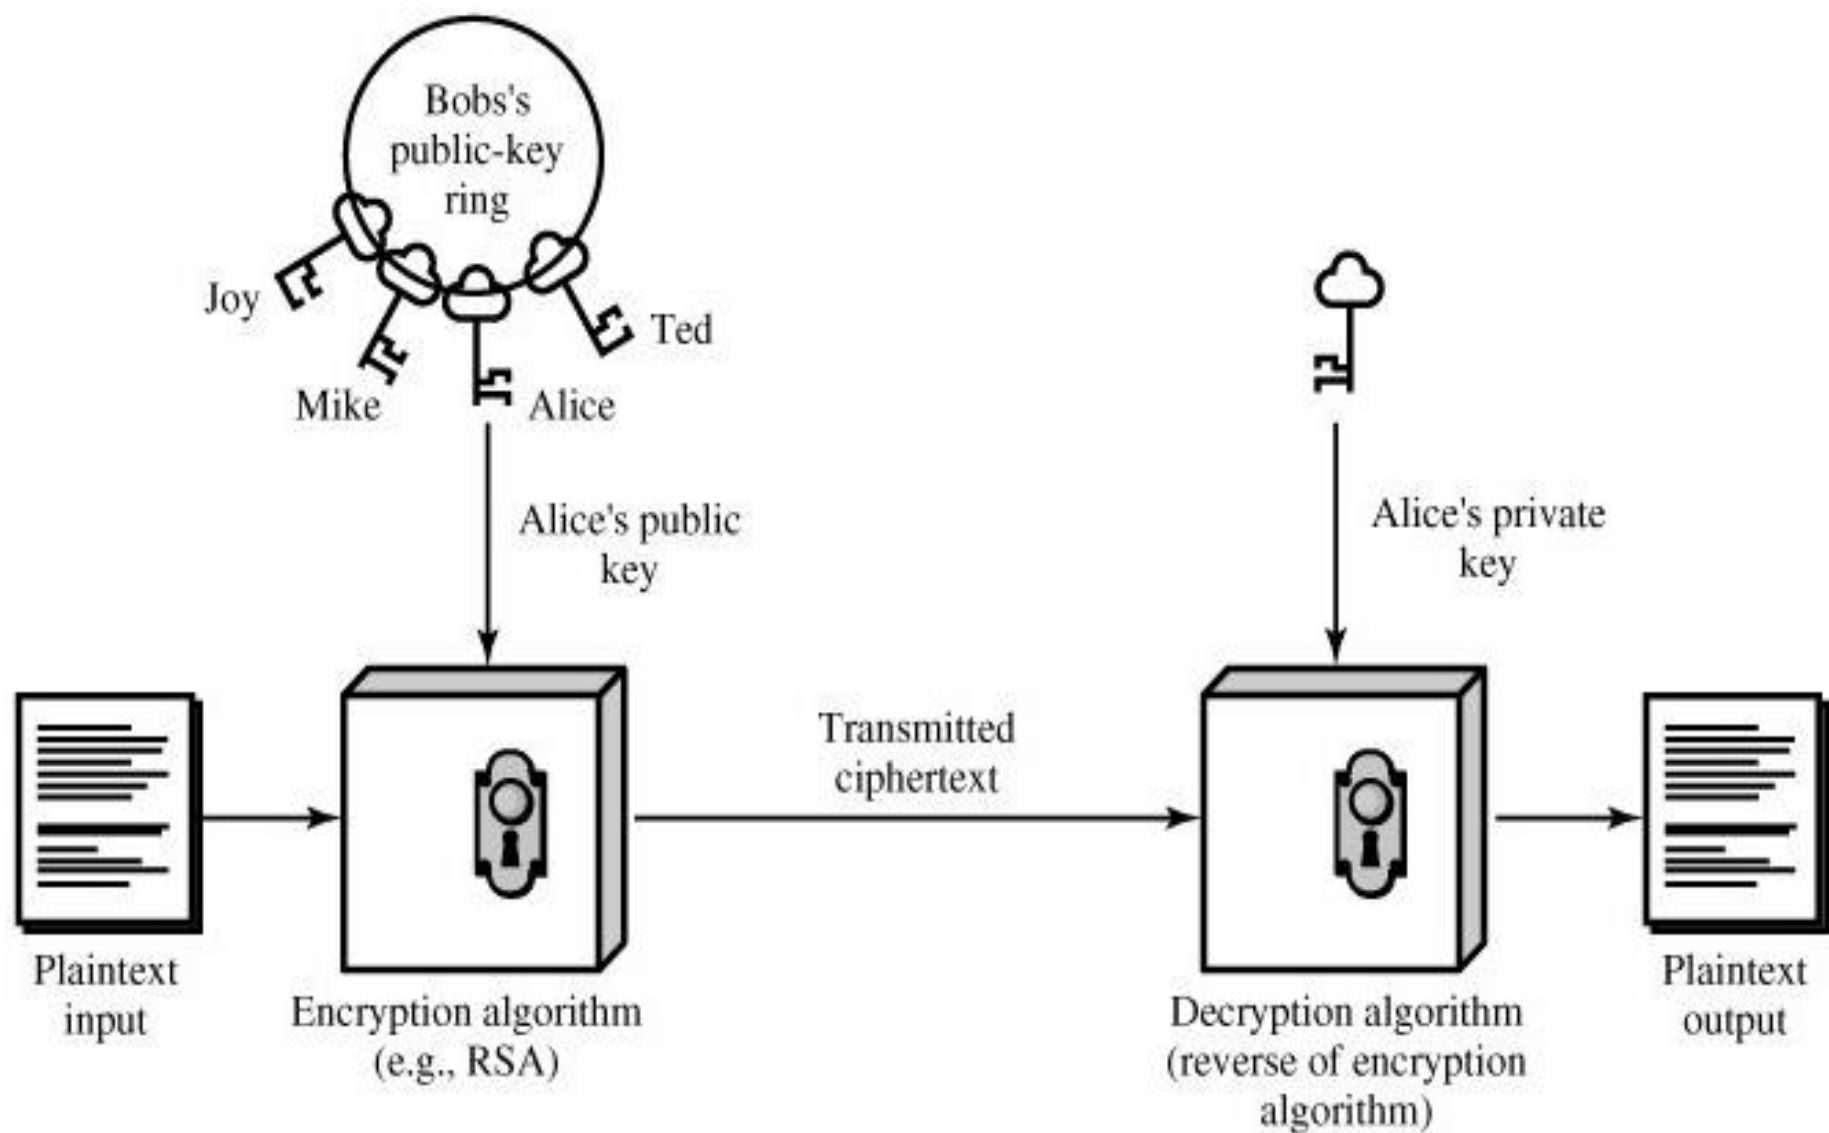 Bobs's
public-key
ring
Joy
Mike
Alice
Ted
Alice's public
key
Alice's private
key
Transmitted
ciphertext
Plaintext
input
Encryption algorithm
(e.g., RSA)
Decryption algorithm
(reverse of encryption
algorithm)
Plaintext
output